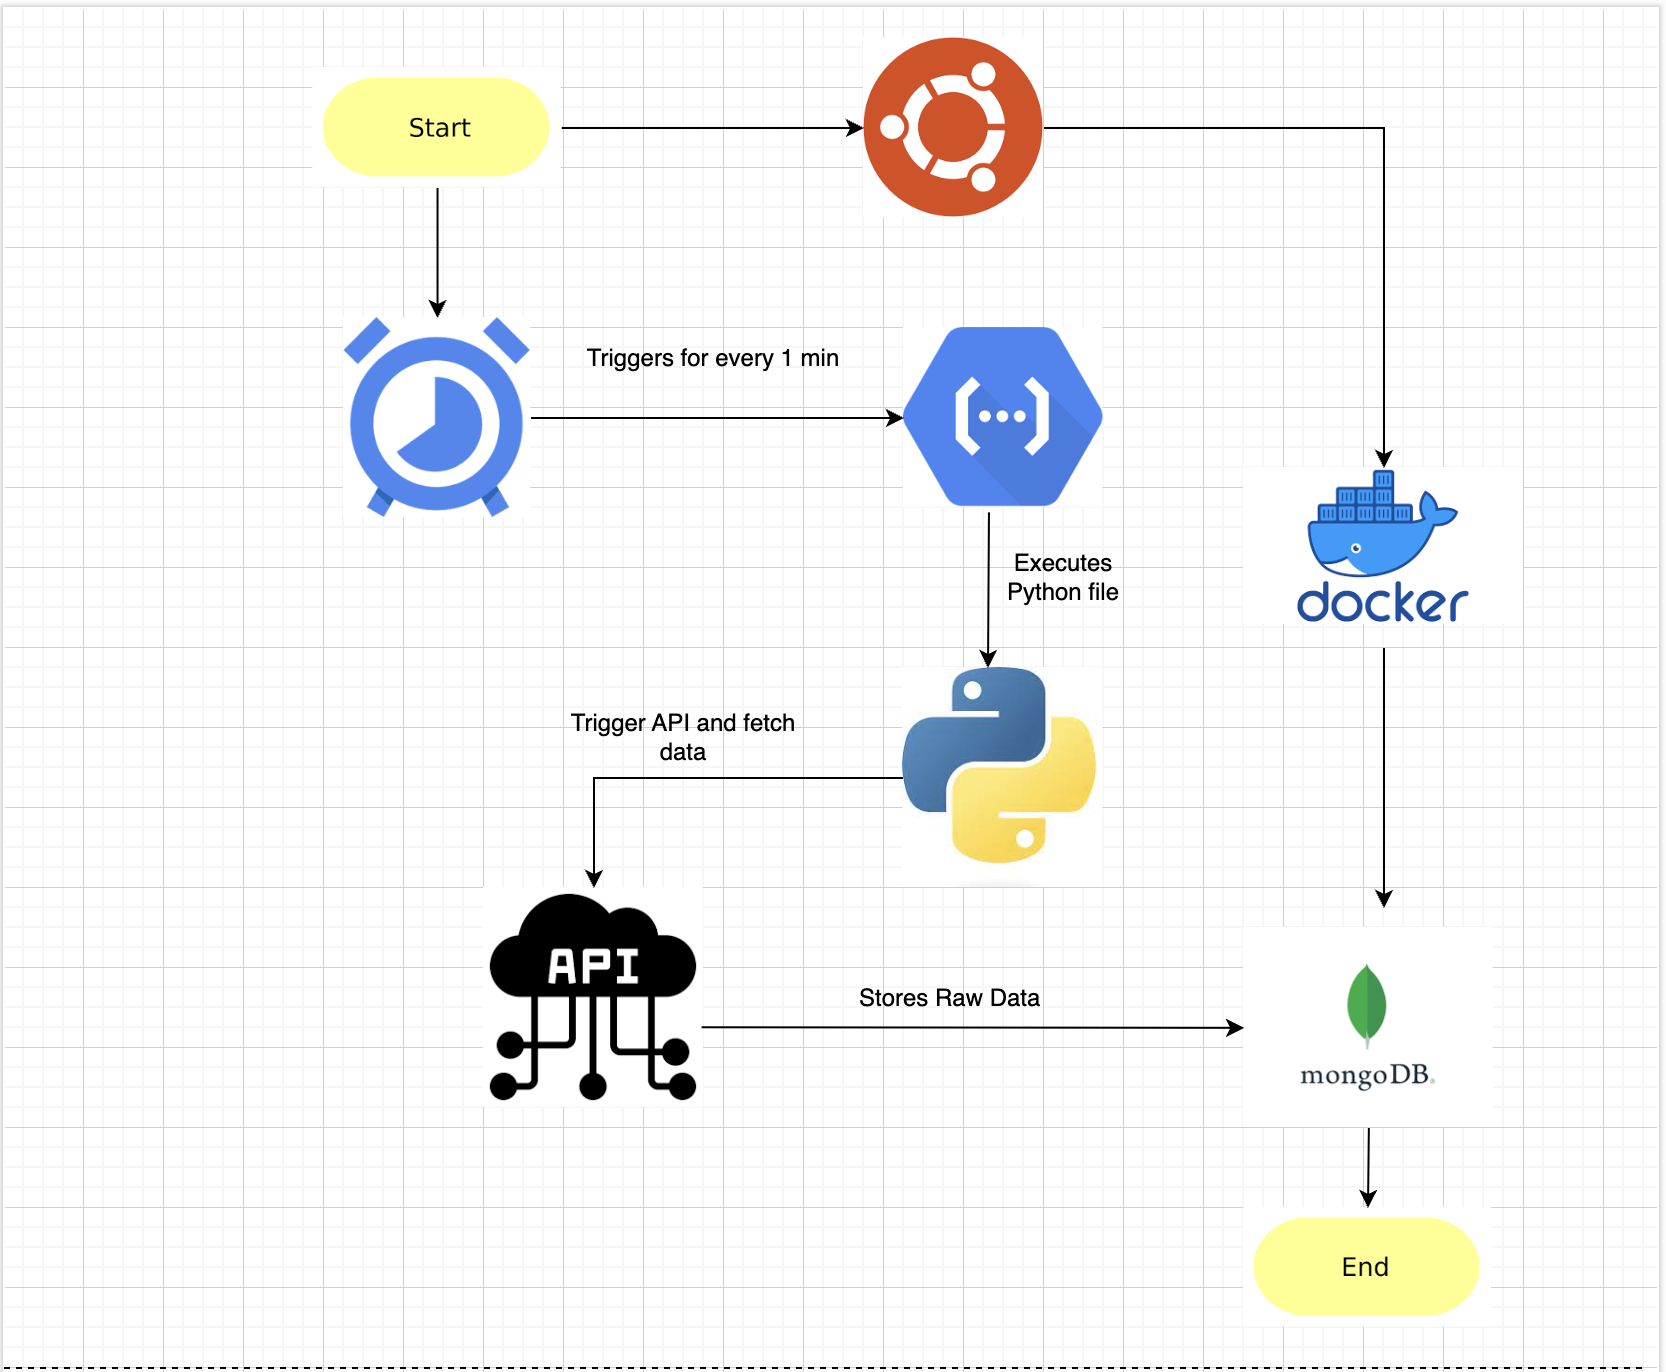 Start
Triggers for every 1 min
Executes
Python file
docker
Trigger API and fetch
data
API
Stores Raw Data
mongoDB.
End